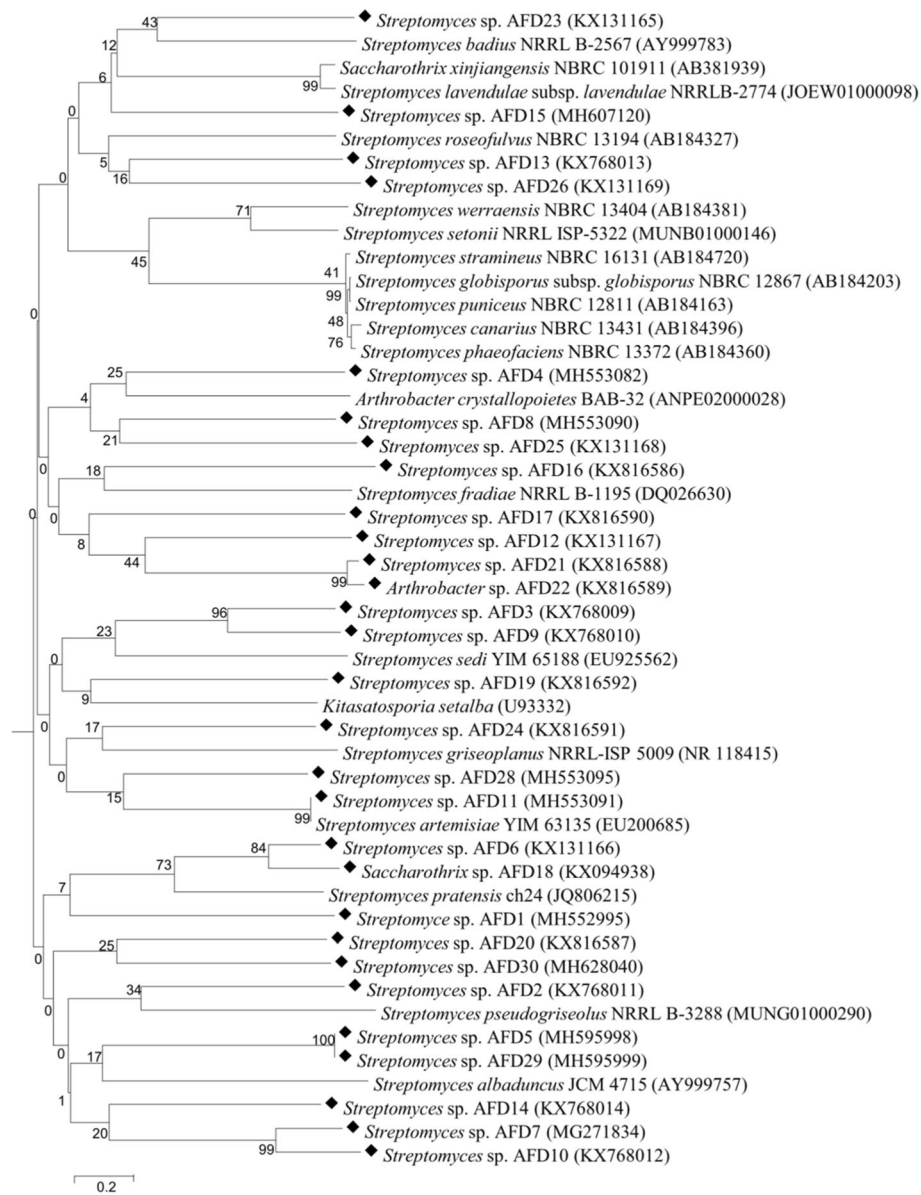 43
Streptomyces sp. AFD23 (KX131165)
12
Streptomyces badius NRRL B-2567 (AY999783)
Saccharothrix xinjiangensis NBRC 101911 (AB381939)
6
99
Streptomyces lavendulae subsp. lavendulae NRRLB-2774 (JOEW01000098)
0
Streptomyces sp. AFD15 (MH607120)
Streptomyces roseofulvus NBRC 13194 (AB184327)
5
Streptomyces sp. AFD13 (KX768013)
0
16
Streptomyces sp. AFD26 (KX131169)
71
Streptomyces werraensis NBRC 13404 (AB184381)
Streptomyces setonii NRRL ISP-5322 (MUNB01000146)
45
Streptomyces stramineus NBRC 16131 (AB184720)
41
Streptomyces globisporus subsp. globisporus NBRC 12867 (AB184203)
99
Streptomyces puniceus NBRC 12811 (AB184163)
0
48
Streptomyces canarius NBRC 13431 (AB184396)
76
Streptomyces phaeofaciens NBRC 13372 (AB184360)
25
Streptomyces sp. AFD4 (MH553082)
4
Arthrobacter crystallopoietes BAB-32 (ANPE02000028)
Streptomyces sp. AFD8 (MH553090)
21
Streptomyces sp. AFD25 (KX131168)
0
18
Streptomyces sp. AFD16 (KX816586)
Streptomyces fradiae NRRL B-1195 (DQ026630)
0
0
Streptomyces sp. AFD17 (KX816590)
8
Streptomyces sp. AFD12 (KX131167)
44
Streptomyces sp. AFD21 (KX816588)
99
Arthrobacter sp. AFD22 (KX816589)
96
Streptomyces sp. AFD3 (KX768009)
23
Streptomyces sp. AFD9 (KX768010)
0
Streptomyces sedi YIM 65188 (EU925562)
Streptomyces sp. AFD19 (KX816592)
9
Kitasatosporia setalba (U93332)
0
17
Streptomyces sp. AFD24 (KX816591)
Streptomyces griseoplanus NRRL-ISP 5009 (NR 118415)
0
Streptomyces sp. AFD28 (MH553095)
15
Streptomyces sp. AFD11 (MH553091)
99
Streptomyces artemisiae YIM 63135 (EU200685)
84
Streptomyces sp. AFD6 (KX131166)
73
Saccharothrix sp. AFD18 (KX094938)
7
Streptomyces pratensis ch24 (JQ806215)
Streptomyce sp. AFD1 (MH552995)
25
Streptomyces sp. AFD20 (KX816587)
0
Streptomyces sp. AFD30 (MH628040)
34
Streptomyces sp. AFD2 (KX768011)
0
Streptomyces pseudogriseolus NRRL B-3288 (MUNG01000290)
100
Streptomyces sp. AFD5 (MH595998)
0
17
Streptomyces sp. AFD29 (MH595999)
Streptomyces albaduncus JCM 4715 (AY999757)
1
Streptomyces sp. AFD14 (KX768014)
20
Streptomyces sp. AFD7 (MG271834)
99
Streptomyces sp. AFD10 (KX768012)
0.2